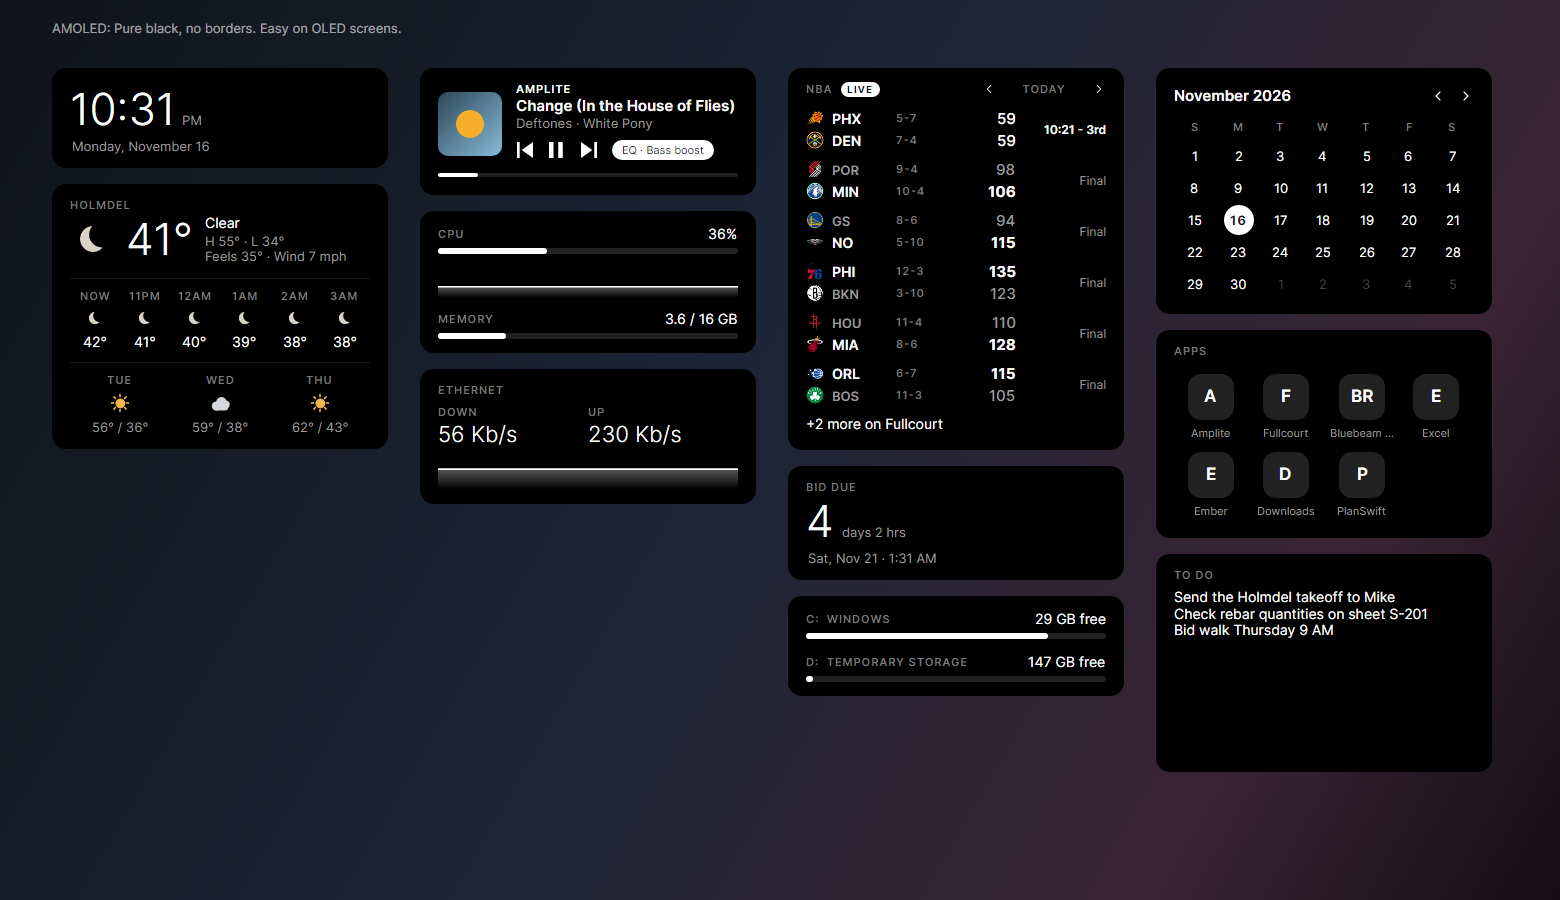 AMOLED: Pure black, no borders. Easy on OLED screens.
10:31 PM
Monday, November 16
HOLMDEL
41°
Clear
H 55° · L 34°
Feels 35° · Wind 7 mph
NOW 11PM 12AM 1AM 2AM 3AM
42° 41° 40° 39° 38° 38°
TUE WED THU
56° / 36° 59° / 38° 62° / 43°
AMPLITE
Change (In the House of Flies)
Deftones · White Pony
EQ · Bass boost
CPU 36%
MEMORY 3.6 / 16 GB
ETHERNET
DOWN UP
56 Kb/s 230 Kb/s
NBA LIVE < TODAY >
PHX 5-7 59
DEN 7-4 59
10:21 - 3rd
POR 9-4 98
MIN 10-4 106
Final
GS 8-6 94
NO 5-10 115
Final
PHI 12-3 135
BKN 3-10 123
Final
HOU 11-4 110
MIA 8-6 128
Final
ORL 6-7 115
BOS 11-3 105
Final
+2 more on Fullcourt
BID DUE
4 days 2 hrs
Sat, Nov 21 · 1:31 AM
C: WINDOWS 29 GB free
D: TEMPORARY STORAGE 147 GB free
November 2026 < >
S M T W T F S
1 2 3 4 5 6 7
8 9 10 11 12 13 14
15 16 17 18 19 20 21
22 23 24 25 26 27 28
29 30 1 2 3 4 5
APPS
A F BR E
Amplite Fullcourt Bluebeam ... Excel
E D P
Ember Downloads PlanSwift
TO DO
Send the Holmdel takeoff to Mike
Check rebar quantities on sheet S-201
Bid walk Thursday 9 AM